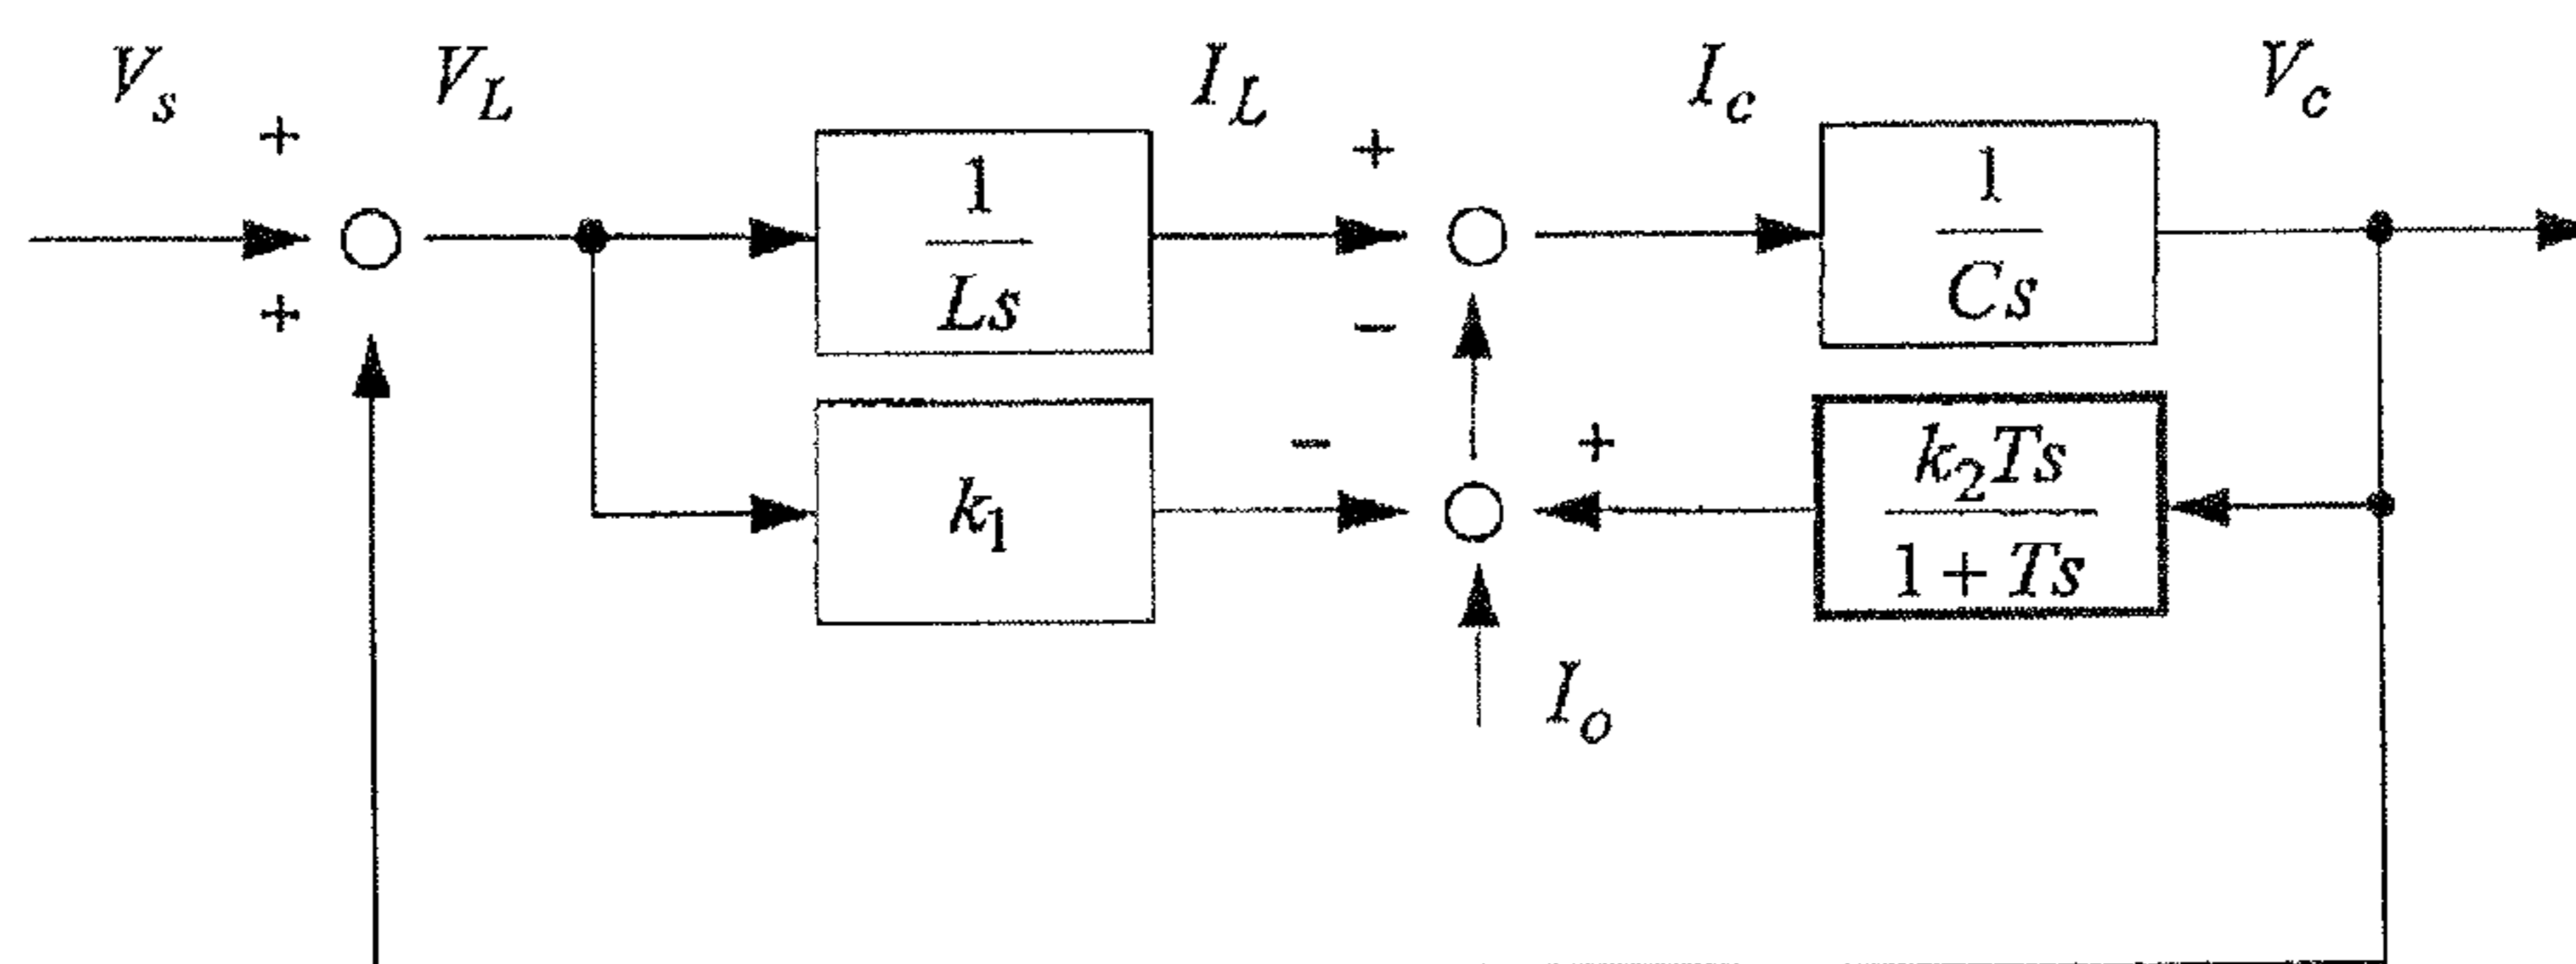 V_s
+
+
V_L
1
Ls
I_L
+
−
I_c
1
Cs
V_c
k_1
−
+
k_2Ts
1 + Ts
I_o